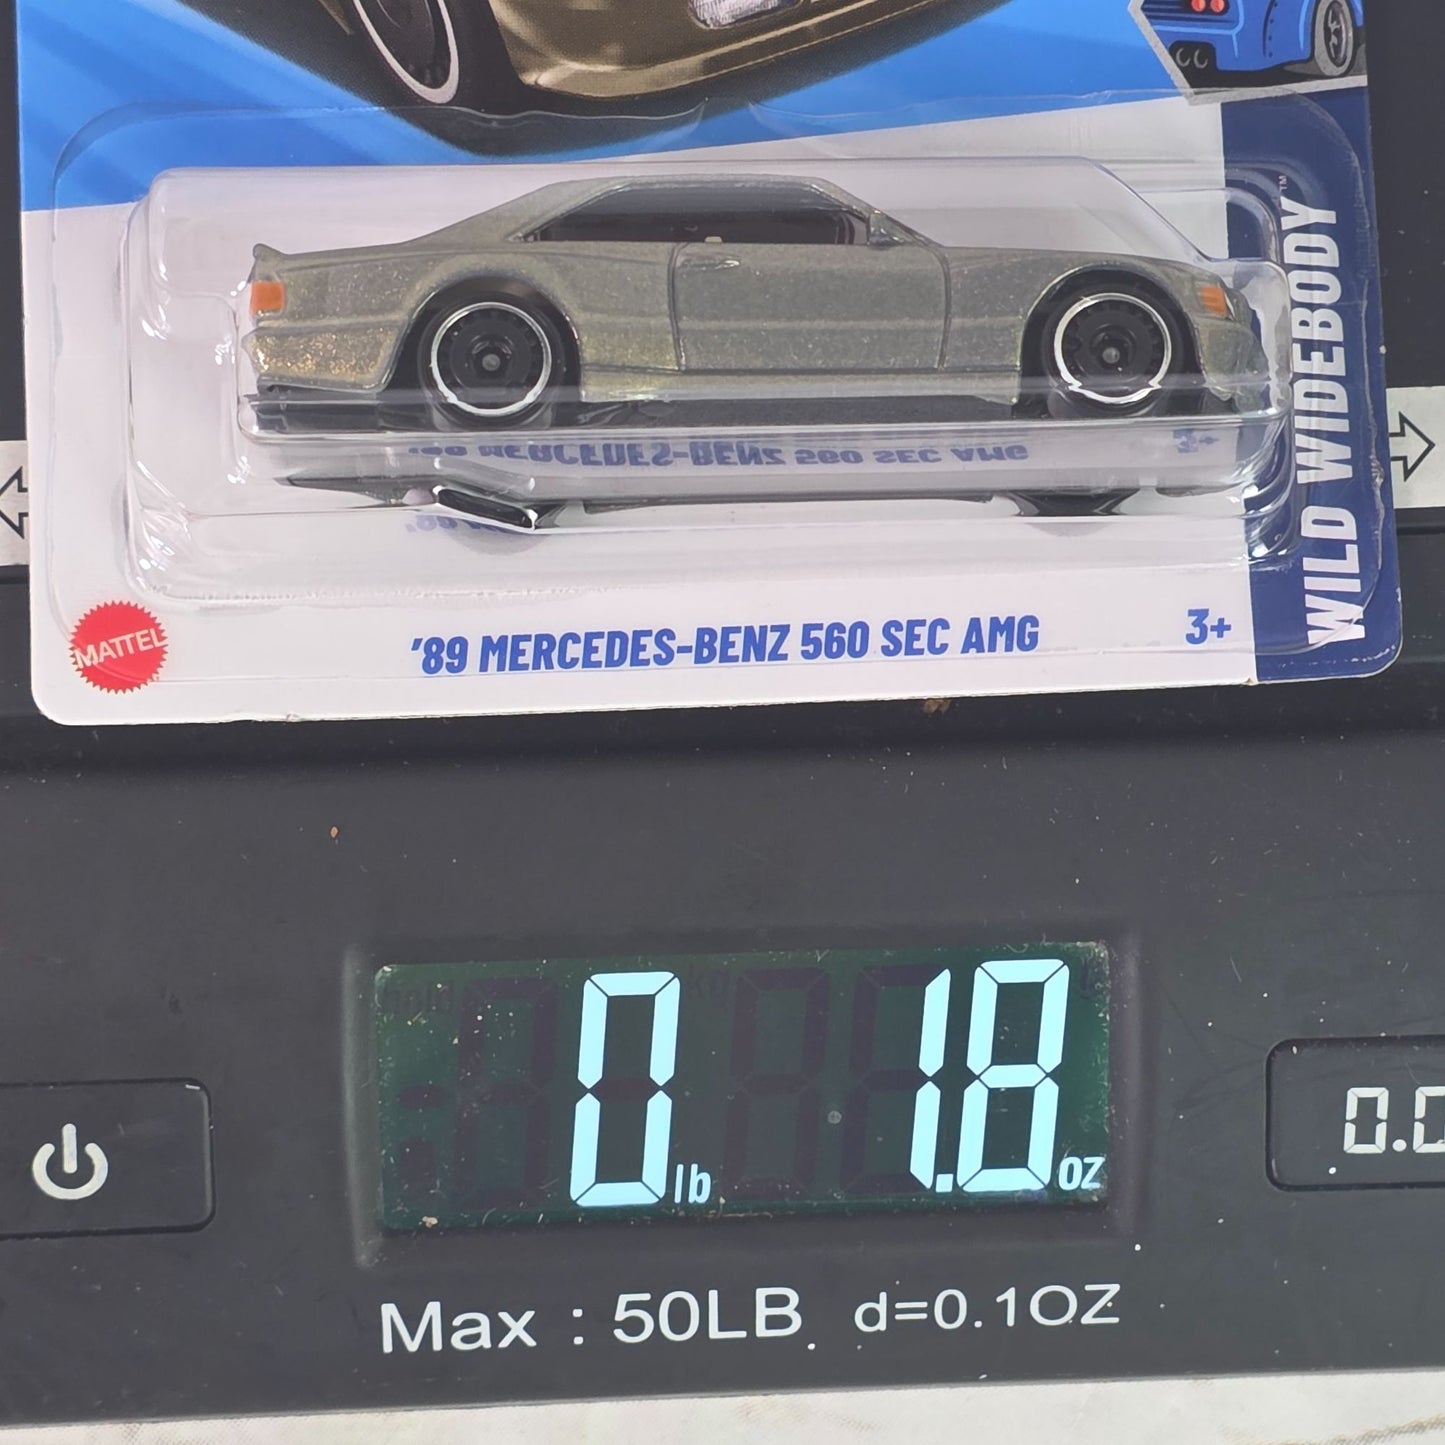 WILD WIDEBODY™
MATTEL
'89 MERCEDES-BENZ 560 SEC AMG
3+
0 lb 1.8 oz
0.0
Max : 50LB d=0.1OZ